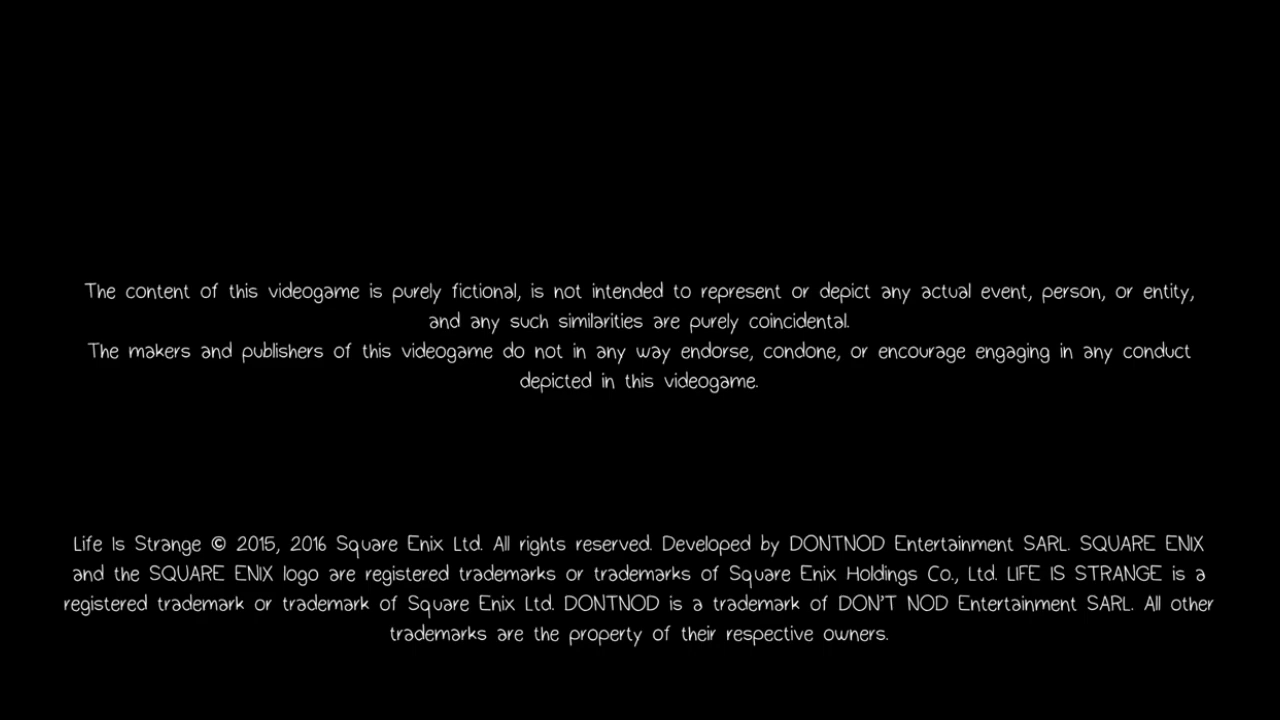 The content of this videogame is purely fictional, is not intended to represent or depict any actual event, person, or entity,
and any such similarities are purely coincidental.
The makers and publishers of this videogame do not in any way endorse, condone, or encourage engaging in any conduct
depicted in this videogame.
Life Is Strange © 2015, 2016 Square Enix Ltd. All rights reserved. Developed by DONTNOD Entertainment SARL. SQUARE ENIX
and the SQUARE ENIX logo are registered trademarks or trademarks of Square Enix Holdings Co., Ltd. LIFE IS STRANGE is a
registered trademark or trademark of Square Enix Ltd. DONTNOD is a trademark of DON'T NOD Entertainment SARL. All other
trademarks are the property of their respective owners.